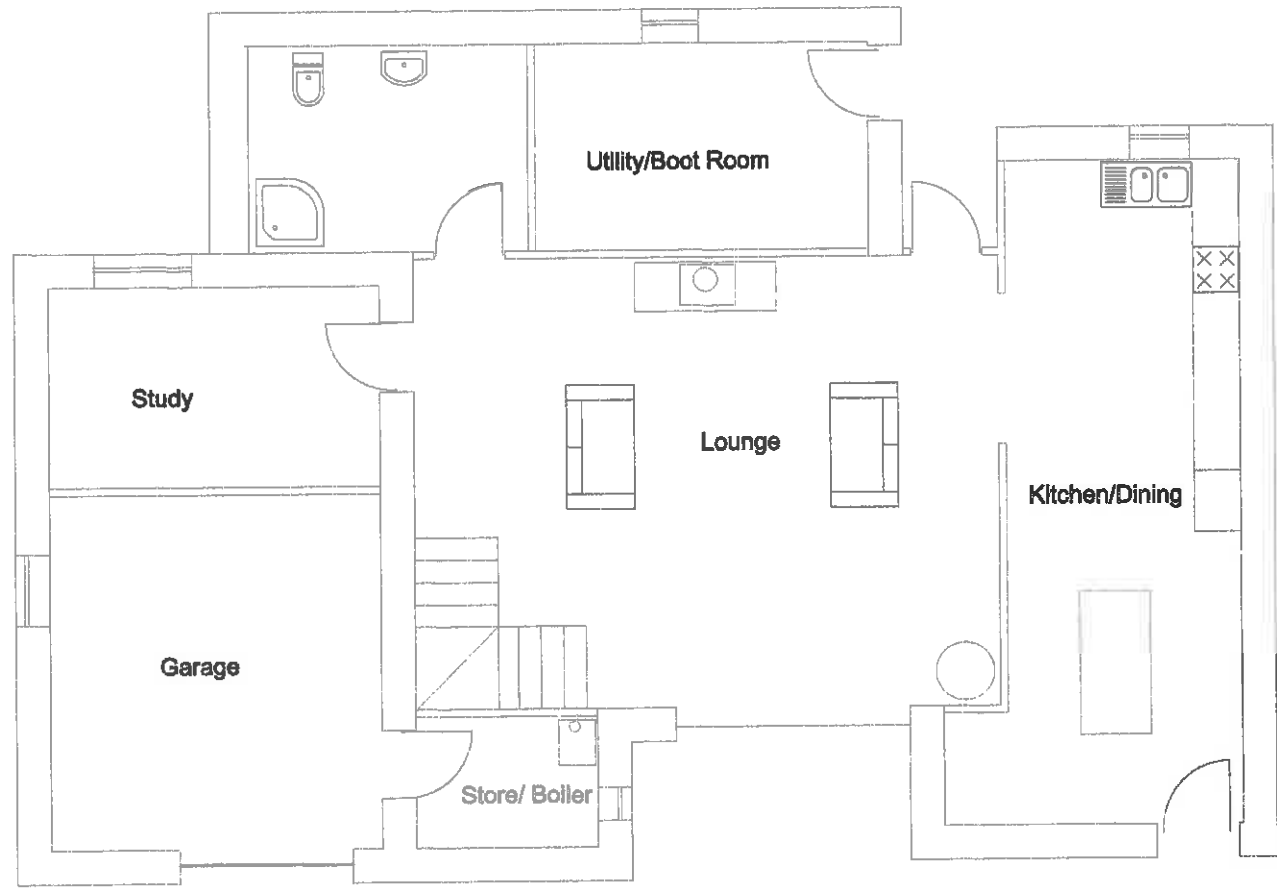 Utility/Boot Room
Study
Lounge
Kitchen/Dining
Garage
Store/ Boiler